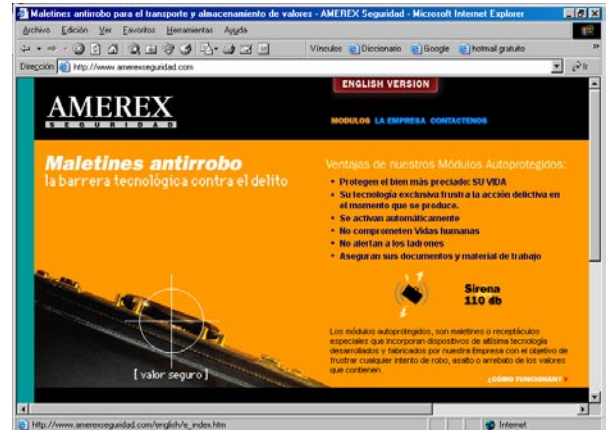 Maletines antirrobo para el transporte y almacenamiento de valores - AMEREX Seguridad - Microsoft Internet Explorer
Archivo Edición Ver Favoritos Herramientas Ayuda
Vínculos Diccionario Google hotmail gratuito
Dirección http://www.amerexseguridad.com Ir
ENGLISH VERSION
AMEREX
SEGURIDAD
MODULOS LA EMPRESA CONTACTENOS
Maletines antirrobo
la barrera tecnológica contra el delito
Ventajas de nuestros Módulos Autoprotegidos:
• Protegen el bien más preciado: SU VIDA
• Su tecnología exclusiva frustra la acción delictiva en
el momento que se produce.
• Se activan automáticamente
• No comprometen Vidas humanas
• No alertan a los ladrones
• Aseguran sus documentos y material de trabajo
Sirena
110 db
Los módulos autoprotegidos, son maletines o receptáculos
especiales que incorporan dispositivos de altísima tecnología
desarrollados y fabricados por nuestra Empresa con el objetivo de
frustrar cualquier intento de robo, asalto o arrebato de los valores
que contienen.
¿CÓMO FUNCIONAN?
[ valor seguro ]
http://www.amerexseguridad.com/english/e_index.htm Internet